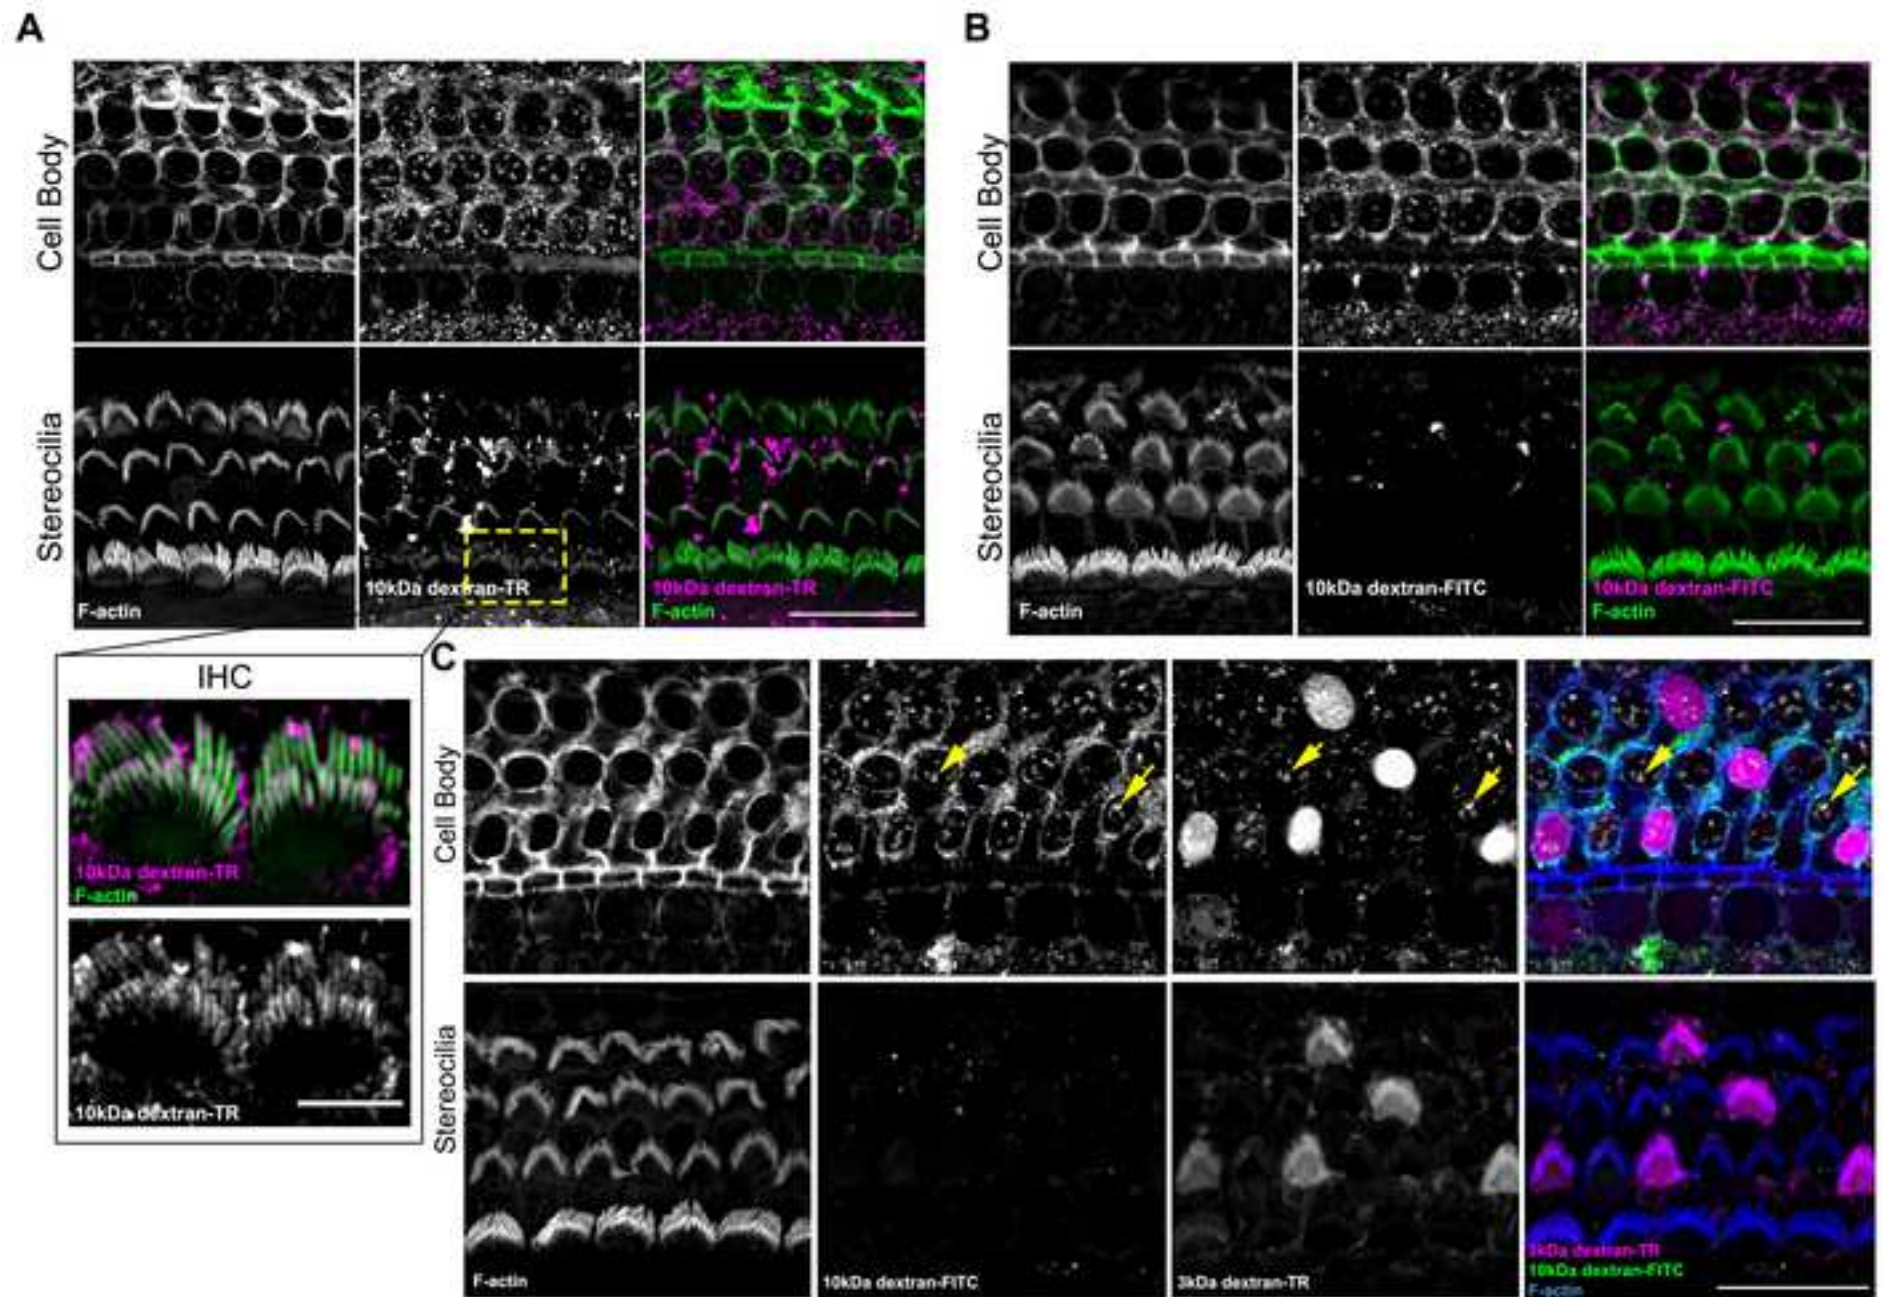 A
B
Cell Body
Cell Body
Stereocilia
Stereocilia
F-actin
10kDa dextran-TR
10kDa dextran-TR
F-actin
F-actin
10kDa dextran-FITC
10kDa dextran-FITC
F-actin
IHC
10kDa dextran-TR
F-actin
10kDa dextran-TR
C
Cell Body
Stereocilia
F-actin
10kDa dextran-FITC
3kDa dextran-TR
3kDa dextran-TR
10kDa dextran-FITC
F-actin